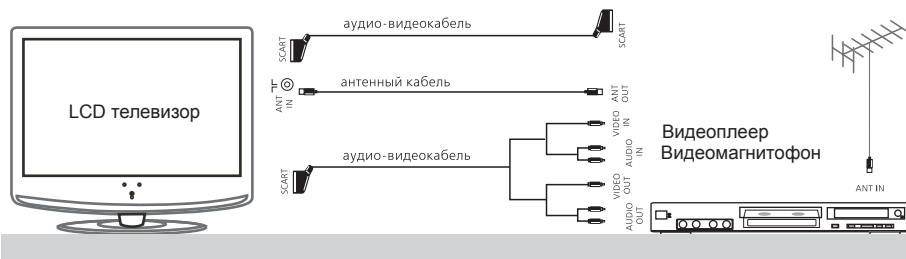 LCD телевизор
аудио-видеокабель
SCART
SCART
ANT IN
антенный кабель
ANT OUT
аудио-видеокабель
SCART
VIDEO IN
AUDIO IN
VIDEO OUT
AUDIO OUT
Видеоплеер
Видеомагнитофон
ANT IN